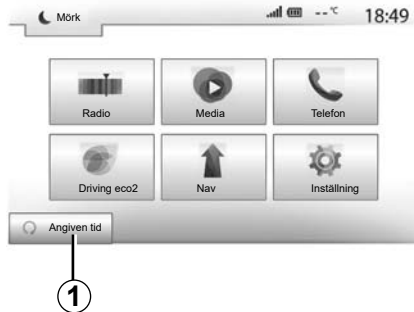 Mörk
--°C 18:49
Radio Media Telefon
Driving eco2 Nav Inställning
Angiven tid
1